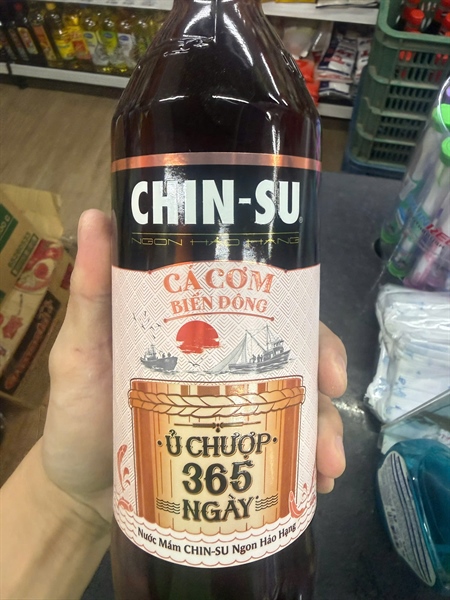 CHIN-SU
NGON HẢO HẠNG
CÁ CƠM
BIỂN ĐÔNG
Ủ CHƯỢP
365
NGÀY
Nước Mắm CHIN-SU Ngon Hảo Hạng